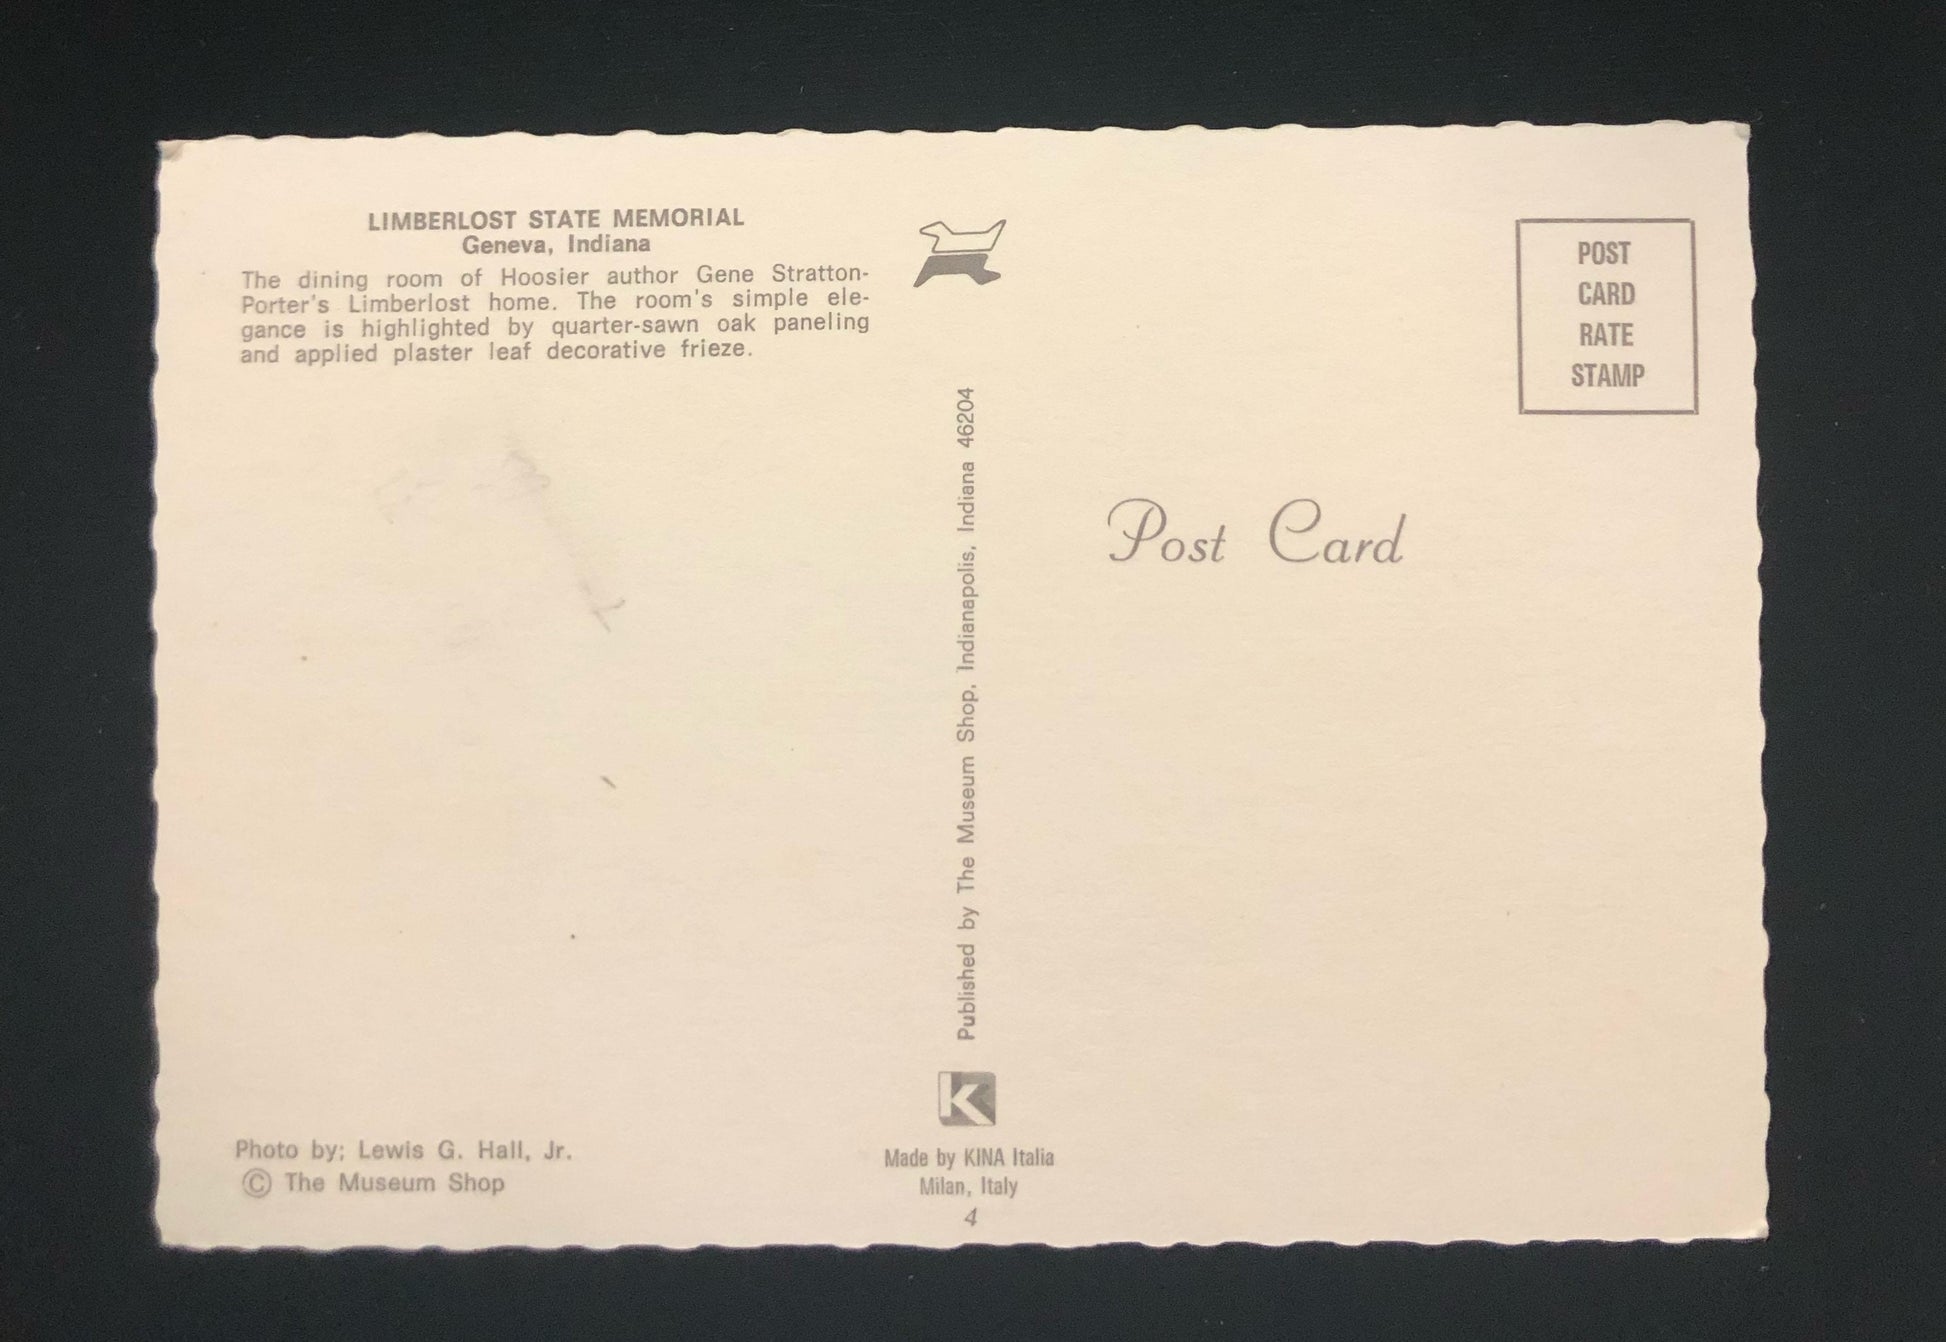 LIMBERLOST STATE MEMORIAL
Geneva, Indiana
The dining room of Hoosier author Gene Stratton-
Porter's Limberlost home. The room's simple ele-
gance is highlighted by quarter-sawn oak paneling
and applied plaster leaf decorative frieze.
Photo by; Lewis G. Hall, Jr.
© The Museum Shop
Published by The Museum Shop, Indianapolis, Indiana 46204
K
Made by KINA Italia
Milan, Italy
4
POST
CARD
RATE
STAMP
Post Card